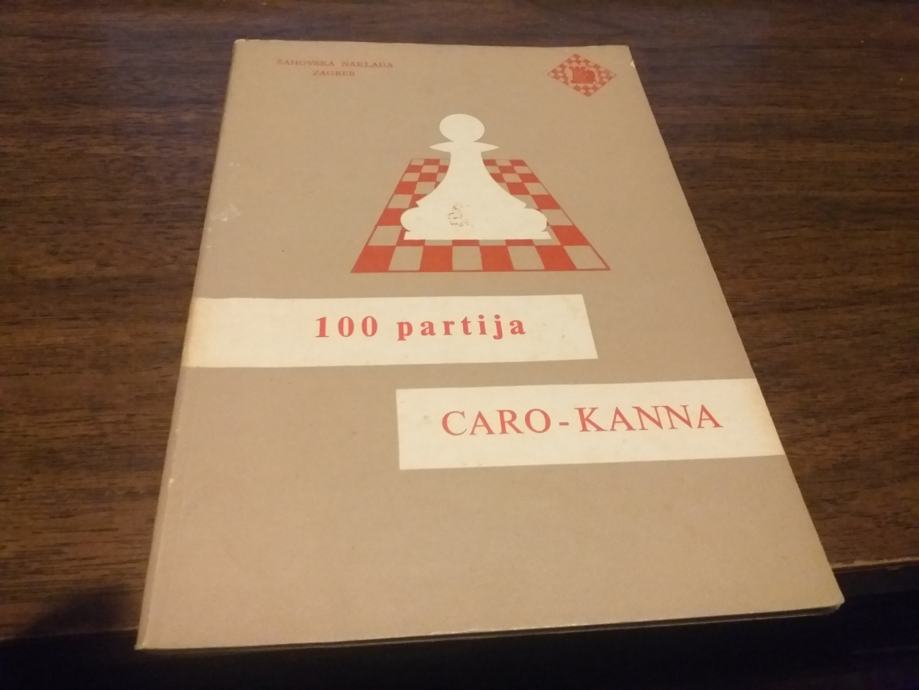 ŠAHOVSKA NAKLADA
ZAGREB
100 partija
CARO-KANNA